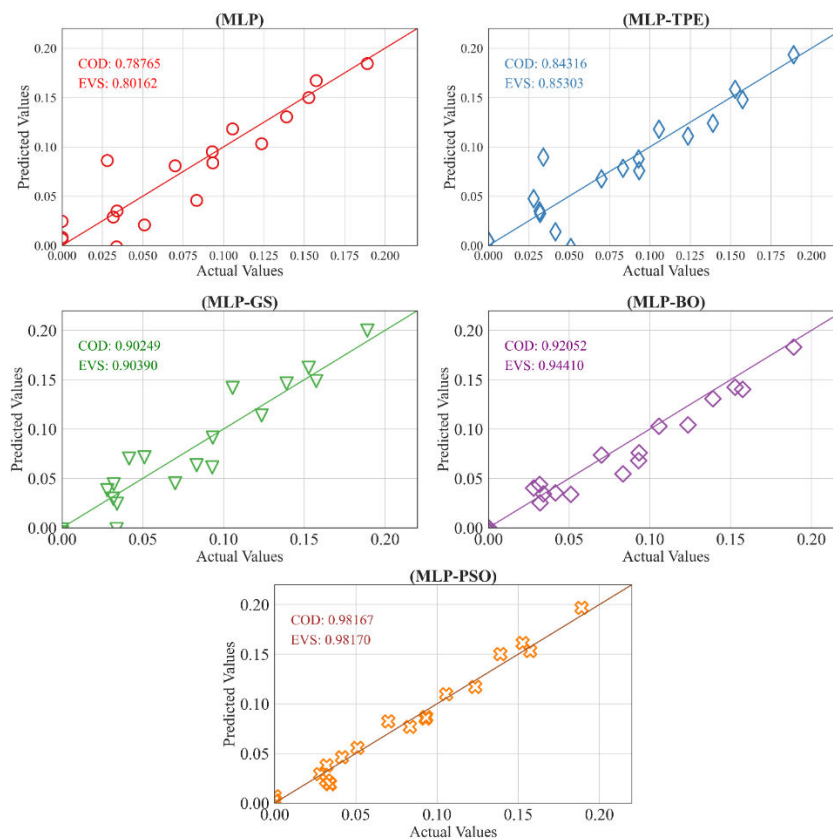 (MLP)
COD: 0.78765
EVS: 0.80162
Predicted Values
0.20
0.15
0.10
0.05
0.00
0.00 0.025 0.050 0.075 0.100 0.125 0.150 0.175 0.200
Actual Values
(MLP-TPE)
COD: 0.84316
EVS: 0.85303
Predicted Values
0.20
0.15
0.10
0.05
0.00
0.00 0.025 0.050 0.075 0.100 0.125 0.150 0.175 0.200
Actual Values
(MLP-GS)
COD: 0.90249
EVS: 0.90390
Predicted Values
0.20
0.15
0.10
0.05
0.00
0.00 0.05 0.10 0.15 0.20
Actual Values
(MLP-BO)
COD: 0.92052
EVS: 0.94410
Predicted Values
0.20
0.15
0.10
0.05
0.00
0.00 0.05 0.10 0.15 0.20
Actual Values
(MLP-PSO)
COD: 0.98167
EVS: 0.98170
Predicted Values
0.20
0.15
0.10
0.05
0.00
0.00 0.05 0.10 0.15 0.20
Actual Values